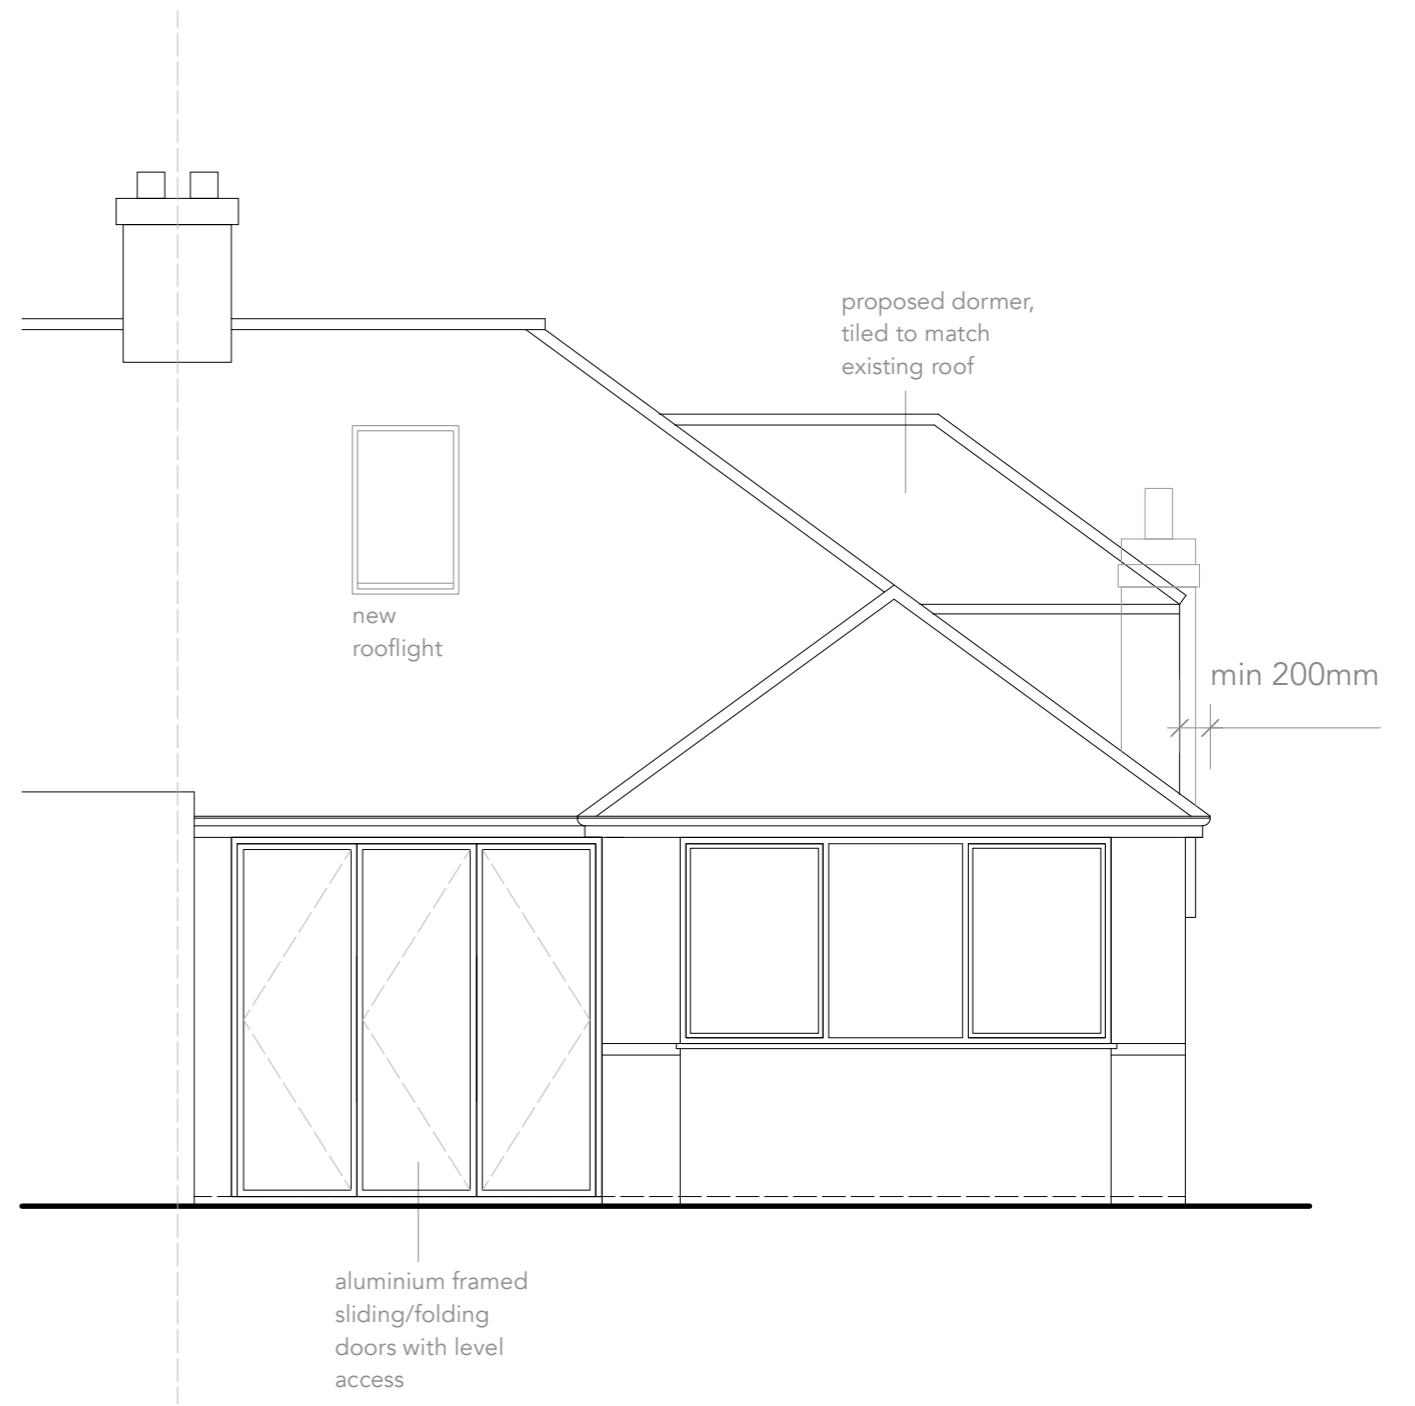 proposed dormer,
tiled to match
existing roof
new
rooflight
min 200mm
aluminium framed
sliding/folding
doors with level
access